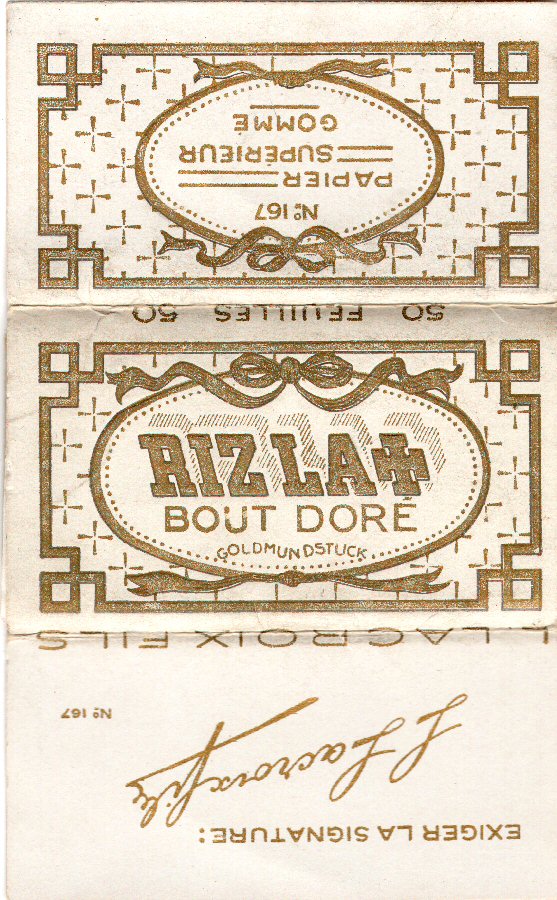 Nº 167
PAPIER
SUPÉRIEUR
GOMMÉ
50 FEUILLES 50
RIZ LA+
BOUT DORÉ
GOLDMUNDSTUCK
L LACROIX FILS
EXIGER LA SIGNATURE:
L Lacroix fils
Nº 167